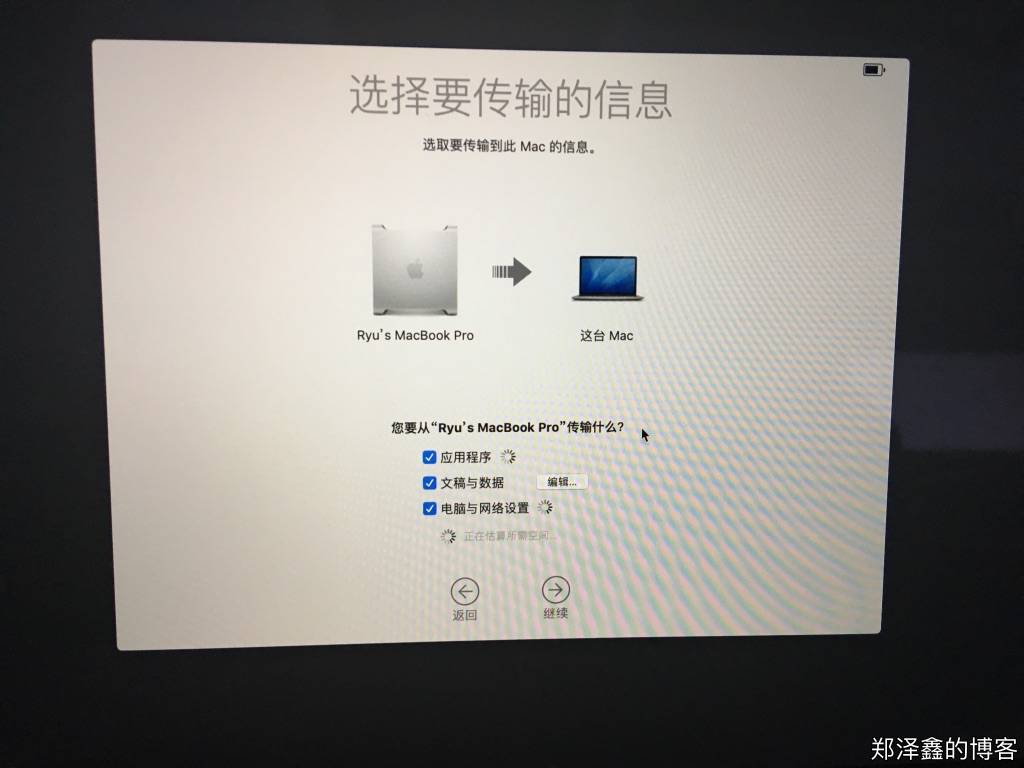 选择要传输的信息
选取要传输到此 Mac 的信息。
Ryu's MacBook Pro
这台 Mac
您要从“Ryu's MacBook Pro”传输什么?
应用程序
文稿与数据 编辑...
电脑与网络设置
正在估算所需空间...
返回 继续
郑泽鑫的博客